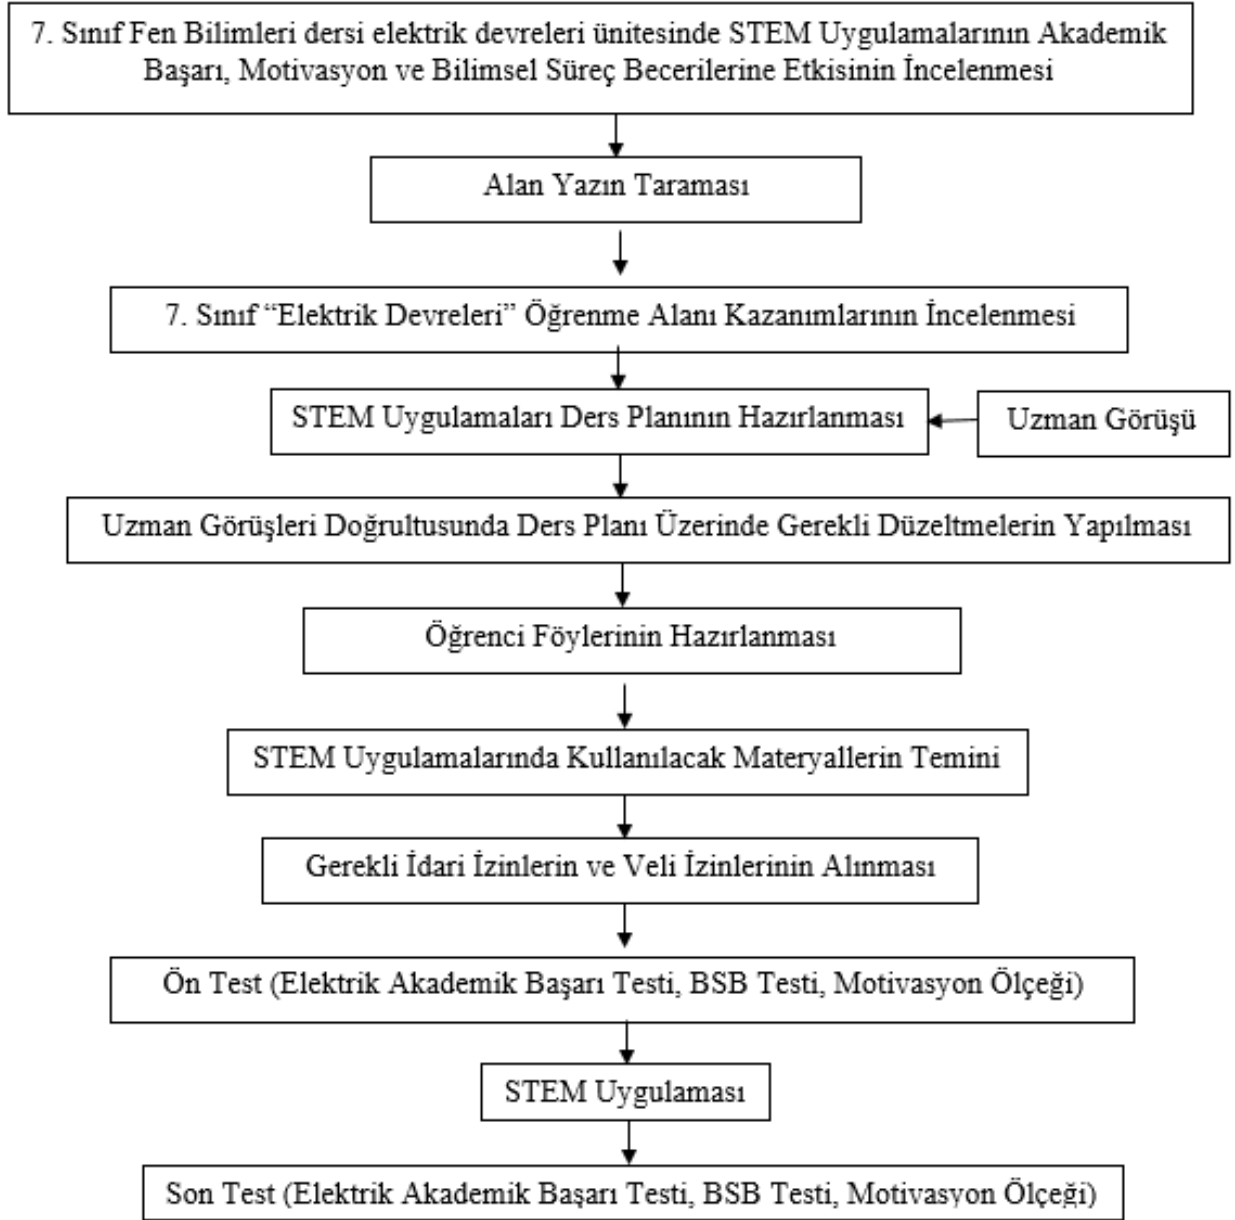 7. Sınıf Fen Bilimleri dersi elektrik devreleri ünitesinde STEM Uygulamalarının Akademik
Başarı, Motivasyon ve Bilimsel Süreç Becerilerine Etkisinin İncelenmesi
Alan Yazın Taraması
7. Sınıf “Elektrik Devreleri” Öğrenme Alanı Kazanımlarının İncelenmesi
STEM Uygulamaları Ders Planının Hazırlanması
Uzman Görüşü
Uzman Görüşleri Doğrultusunda Ders Planı Üzerinde Gerekli Düzeltmelerin Yapılması
Öğrenci Föylerinin Hazırlanması
STEM Uygulamalarında Kullanılacak Materyallerin Temini
Gerekli İdari İzinlerin ve Veli İzinlerinin Alınması
Ön Test (Elektrik Akademik Başarı Testi, BSB Testi, Motivasyon Ölçeği)
STEM Uygulaması
Son Test (Elektrik Akademik Başarı Testi, BSB Testi, Motivasyon Ölçeği)